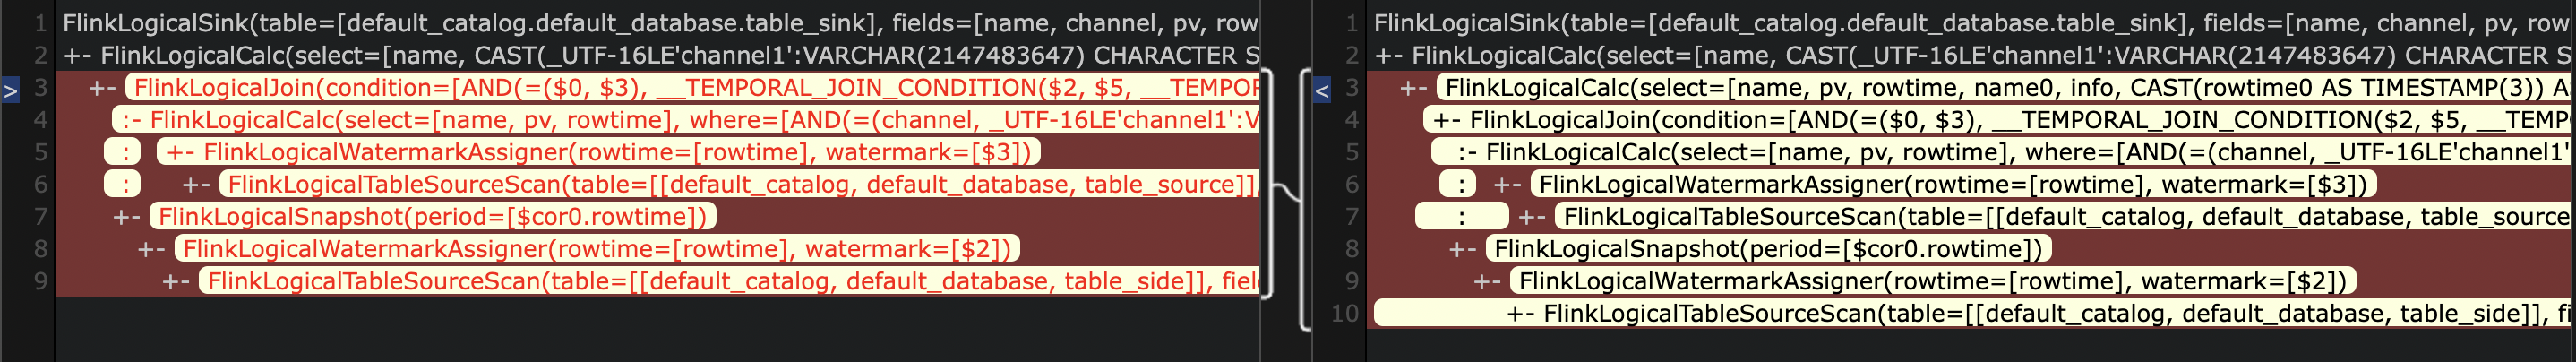 1 FlinkLogicalSink(table=[default_catalog.default_database.table_sink], fields=[name, channel, pv, row
2 +- FlinkLogicalCalc(select=[name, CAST(_UTF-16LE'channel1':VARCHAR(2147483647) CHARACTER S
> 3 +- FlinkLogicalJoin(condition=[AND(=($0, $3), __TEMPORAL_JOIN_CONDITION($2, $5, __TEMPOR
4 :- FlinkLogicalCalc(select=[name, pv, rowtime], where=[AND(=(channel, _UTF-16LE'channel1':V
5 : +- FlinkLogicalWatermarkAssigner(rowtime=[rowtime], watermark=[$3])
6 : +- FlinkLogicalTableSourceScan(table=[[default_catalog, default_database, table_source]],
7 +- FlinkLogicalSnapshot(period=[$cor0.rowtime])
8 +- FlinkLogicalWatermarkAssigner(rowtime=[rowtime], watermark=[$2])
9 +- FlinkLogicalTableSourceScan(table=[[default_catalog, default_database, table_side]], fiel
1 FlinkLogicalSink(table=[default_catalog.default_database.table_sink], fields=[name, channel, pv, row
2 +- FlinkLogicalCalc(select=[name, CAST(_UTF-16LE'channel1':VARCHAR(2147483647) CHARACTER S
< 3 +- FlinkLogicalCalc(select=[name, pv, rowtime, name0, info, CAST(rowtime0 AS TIMESTAMP(3)) A
4 +- FlinkLogicalJoin(condition=[AND(=($0, $3), __TEMPORAL_JOIN_CONDITION($2, $5, __TEMP
5 :- FlinkLogicalCalc(select=[name, pv, rowtime], where=[AND(=(channel, _UTF-16LE'channel1'
6 : +- FlinkLogicalWatermarkAssigner(rowtime=[rowtime], watermark=[$3])
7 : +- FlinkLogicalTableSourceScan(table=[[default_catalog, default_database, table_source
8 +- FlinkLogicalSnapshot(period=[$cor0.rowtime])
9 +- FlinkLogicalWatermarkAssigner(rowtime=[rowtime], watermark=[$2])
10 +- FlinkLogicalTableSourceScan(table=[[default_catalog, default_database, table_side]], fi